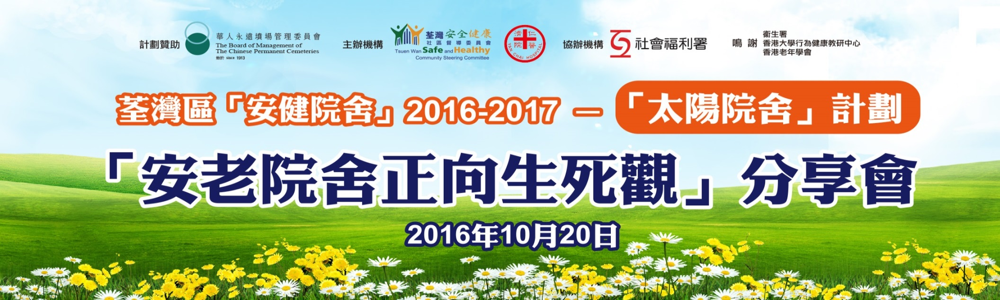 計劃贊助
華人永遠墳場管理委員會
The Board of Management of
The Chinese Permanent Cemeteries
始於 since 1913
主辦機構
荃灣安全健康
社區督導委員會
Tsuen Wan Safe and Healthy
Community Steering Committee
仁濟醫院
YAN CHAI HOSPITAL
協辦機構
社會福利署
鳴謝
衞生署
香港大學行為健康教研中心
香港老年學會
荃灣區「安健院舍」2016-2017 — 「太陽院舍」計劃
「安老院舍正向生死觀」分享會
2016年10月20日